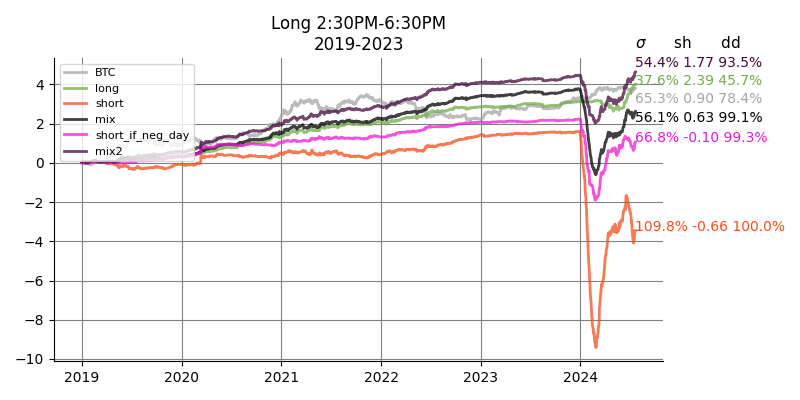 Long 2:30PM-6:30PM
2019-2023
σ sh dd
54.4% 1.77 93.5%
37.6% 2.39 45.7%
65.3% 0.90 78.4%
56.1% 0.63 99.1%
66.8% -0.10 99.3%
109.8% -0.66 100.0%
BTC
long
short
mix
short_if_neg_day
mix2
4
2
0
−2
−4
−6
−8
−10
2019 2020 2021 2022 2023 2024